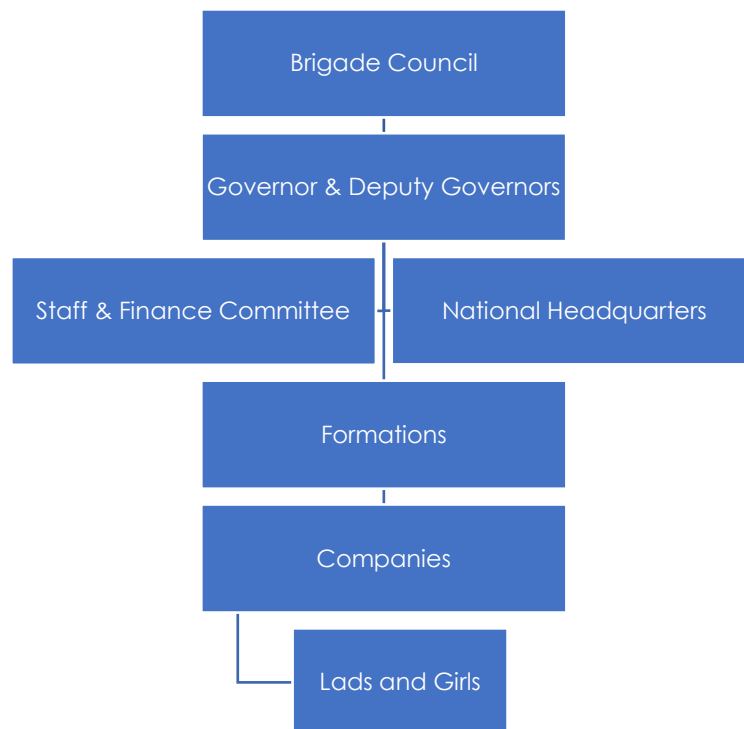 Brigade Council
Governor & Deputy Governors
Staff & Finance Committee
National Headquarters
Formations
Companies
Lads and Girls